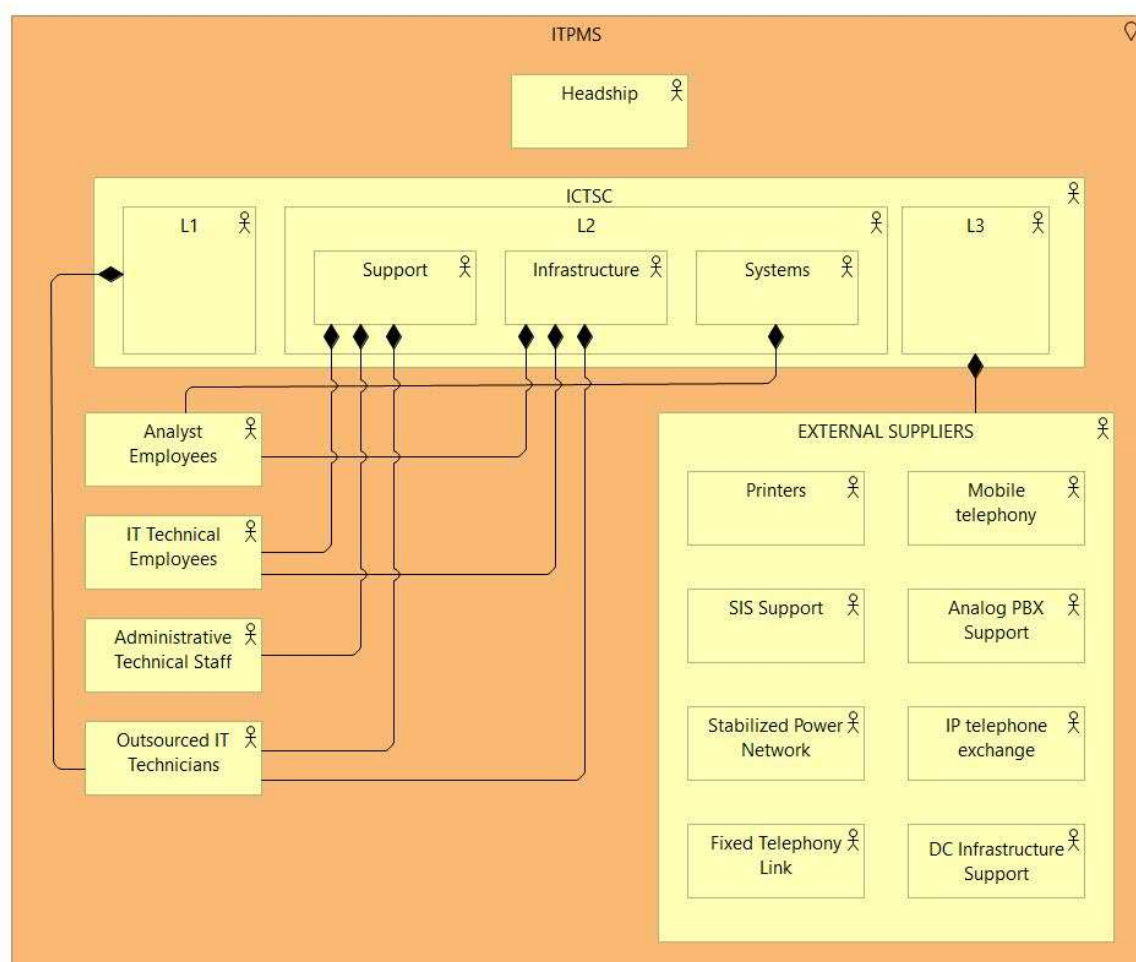 ITPMS
Headship
ICTSC
L1
L2
L3
Support
Infrastructure
Systems
Analyst
Employees
IT Technical
Employees
Administrative
Technical Staff
Outsourced IT
Technicians
EXTERNAL SUPPLIERS
Printers
Mobile
telephony
SIS Support
Analog PBX
Support
Stabilized Power
Network
IP telephone
exchange
Fixed Telephony
Link
DC Infrastructure
Support